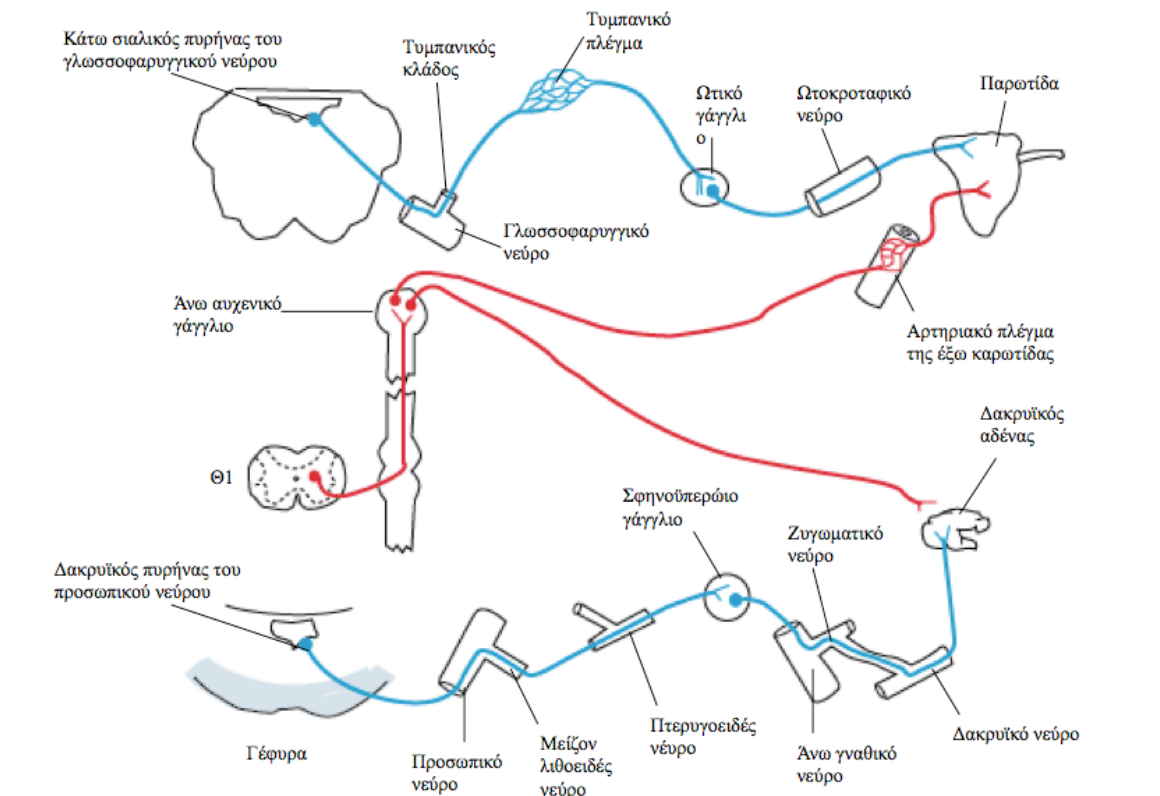 Κάτω σιαλικός πυρήνας του
γλωσσοφαρυγγικού νεύρου
Τυμπανικός
κλάδος
Τυμπανικό
πλέγμα
Ωτικό
γάγγλι
ο
Ωτοκροταφικό
νεύρο
Παρωτίδα
Γλωσσοφαρυγγικό
νεύρο
Άνω αυχενικό
γάγγλιο
Αρτηριακό πλέγμα
της έξω καρωτίδας
Θ1
Δακρυϊκός
αδένας
Σφηνοϋπερώιο
γάγγλιο
Ζυγωματικό
νεύρο
Δακρυϊκός πυρήνας του
προσωπικού νεύρου
Γέφυρα
Προσωπικό
νεύρο
Μείζον
λιθοειδές
νεύρο
Πτερυγοειδές
νέυρο
Άνω γναθικό
νεύρο
Δακρυϊκό νεύρο